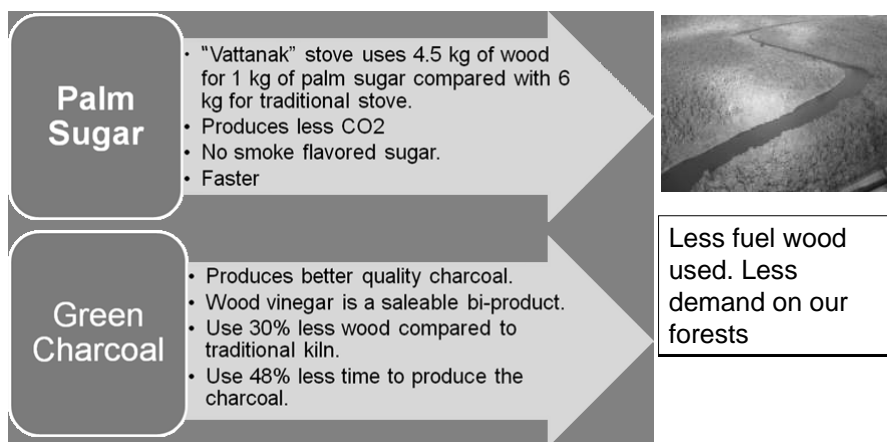 Palm
Sugar
• "Vattanak" stove uses 4.5 kg of wood
for 1 kg of palm sugar compared with 6
kg for traditional stove.
• Produces less CO2
• No smoke flavored sugar.
• Faster
Green
Charcoal
• Produces better quality charcoal.
• Wood vinegar is a saleable bi-product.
• Use 30% less wood compared to
traditional kiln.
• Use 48% less time to produce the
charcoal.
Less fuel wood
used. Less
demand on our
forests